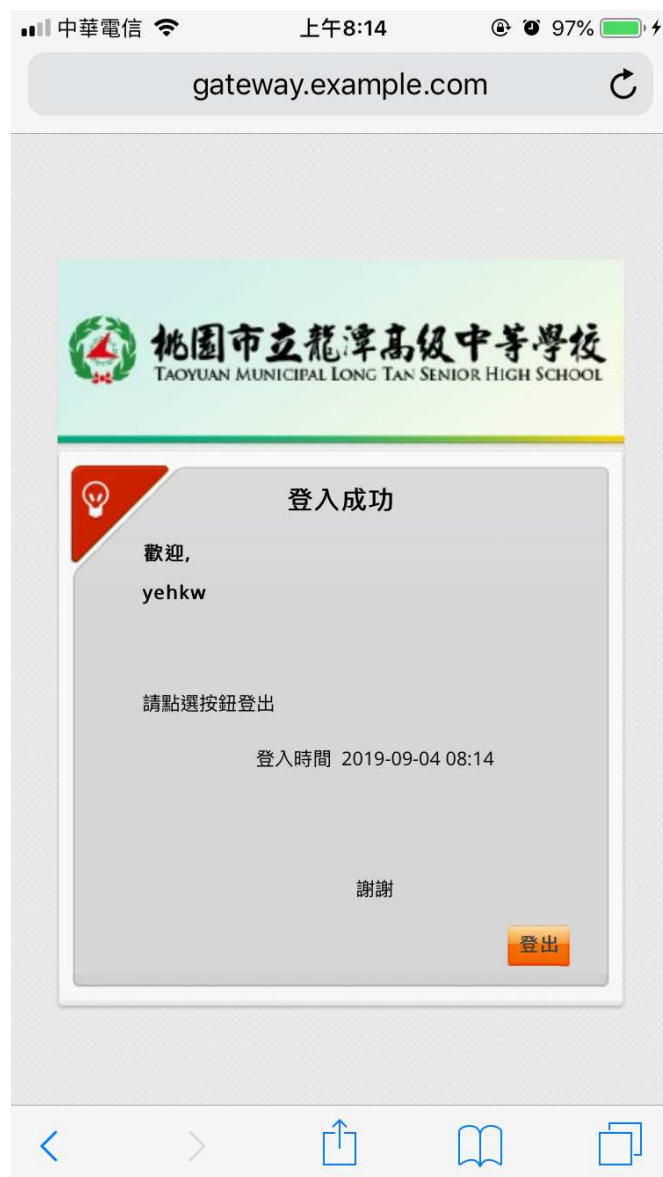 中華電信
上午8:14
97%
gateway.example.com
桃園市立龍潭高級中等學校
TAOYUAN MUNICIPAL LONG TAN SENIOR HIGH SCHOOL
登入成功
歡迎,
yehkw
請點選按鈕登出
登入時間 2019-09-04 08:14
謝謝
登出